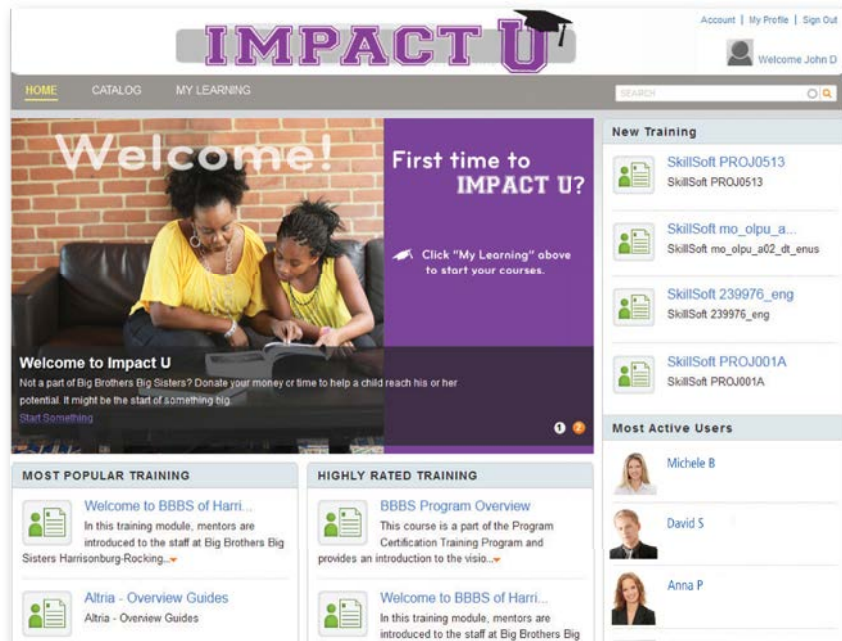 IMPACT U
Account | My Profile | Sign Out
Welcome John D
HOME CATALOG MY LEARNING
SEARCH
Welcome!
First time to
IMPACT U?
Click "My Learning" above
to start your courses.
Welcome to Impact U
Not a part of Big Brothers Big Sisters? Donate your money or time to help a child reach his or her
potential. It might be the start of something big.
Start Something
1 2
MOST POPULAR TRAINING
Welcome to BBBS of Harri...
In this training module, mentors are
introduced to the staff at Big Brothers Big
Sisters Harrisonburg-Rocking...
Altria - Overview Guides
Altria - Overview Guides
HIGHLY RATED TRAINING
BBBS Program Overview
This course is a part of the Program
Certification Training Program and
provides an introduction to the visio...
Welcome to BBBS of Harri...
In this training module, mentors are
introduced to the staff at Big Brothers Big
New Training
SkillSoft PROJ0513
SkillSoft PROJ0513
SkillSoft mo_olpu_a...
SkillSoft mo_olpu_a02_dt_enus
SkillSoft 239976_eng
SkillSoft 239976_eng
SkillSoft PROJ001A
SkillSoft PROJ001A
Most Active Users
Michele B
David S
Anna P